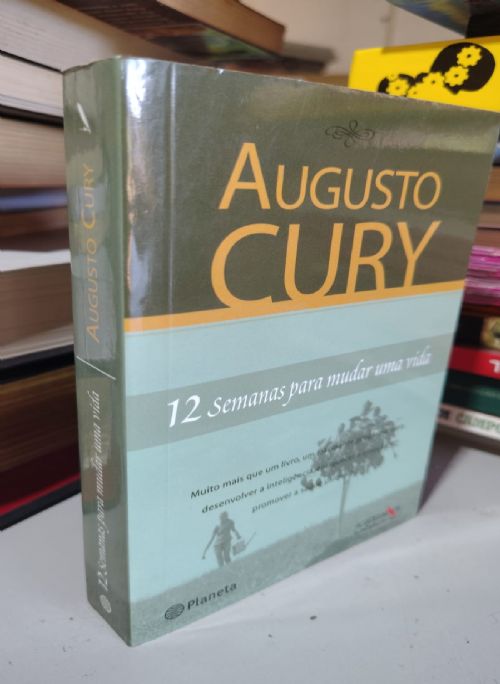 AUGUSTO
CURY
12 Semanas para mudar uma vida
Muito mais que um livro, um
desenvolver a inteligência
promover a
Planeta
AUGUSTO CURY
12 Semanas para mudar uma vida